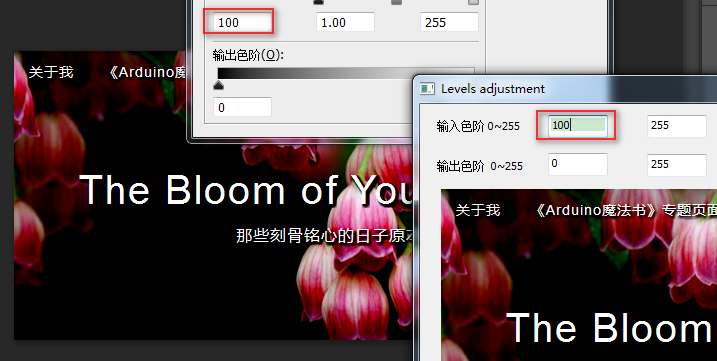 100 1.00 255
输出色阶(O):
0
关于我 《Arduino魔
The Bloom of You
那些刻骨铭心的日子原
Levels adjustment
输入色阶 0~255 100 255
输出色阶 0~255 0 255
关于我 《Arduino魔法书》专题页面
The Bloom